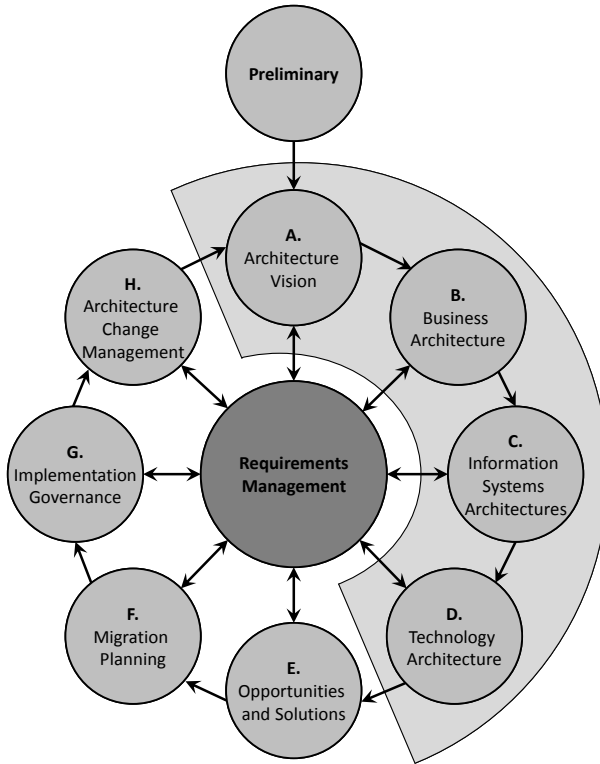 Preliminary
A.
Architecture
Vision
B.
Business
Architecture
C.
Information
Systems
Architectures
D.
Technology
Architecture
E.
Opportunities
and Solutions
F.
Migration
Planning
G.
Implementation
Governance
H.
Architecture
Change
Management
Requirements
Management